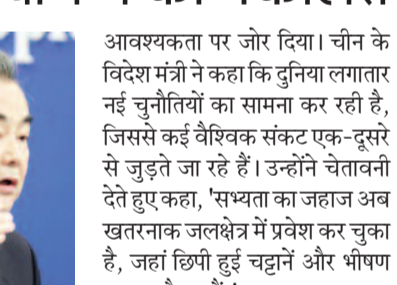 आवश्यकता पर जोर दिया। चीन के
विदेश मंत्री ने कहा कि दुनिया लगातार
नई चुनौतियों का सामना कर रही है,
जिससे कई वैश्विक संकट एक-दूसरे
से जुड़ते जा रहे हैं। उन्होंने चेतावनी
देते हुए कहा, 'सभ्यता का जहाज अब
खतरनाक जलक्षेत्र में प्रवेश कर चुका
है, जहां छिपी हुई चट्टानें और भीषण